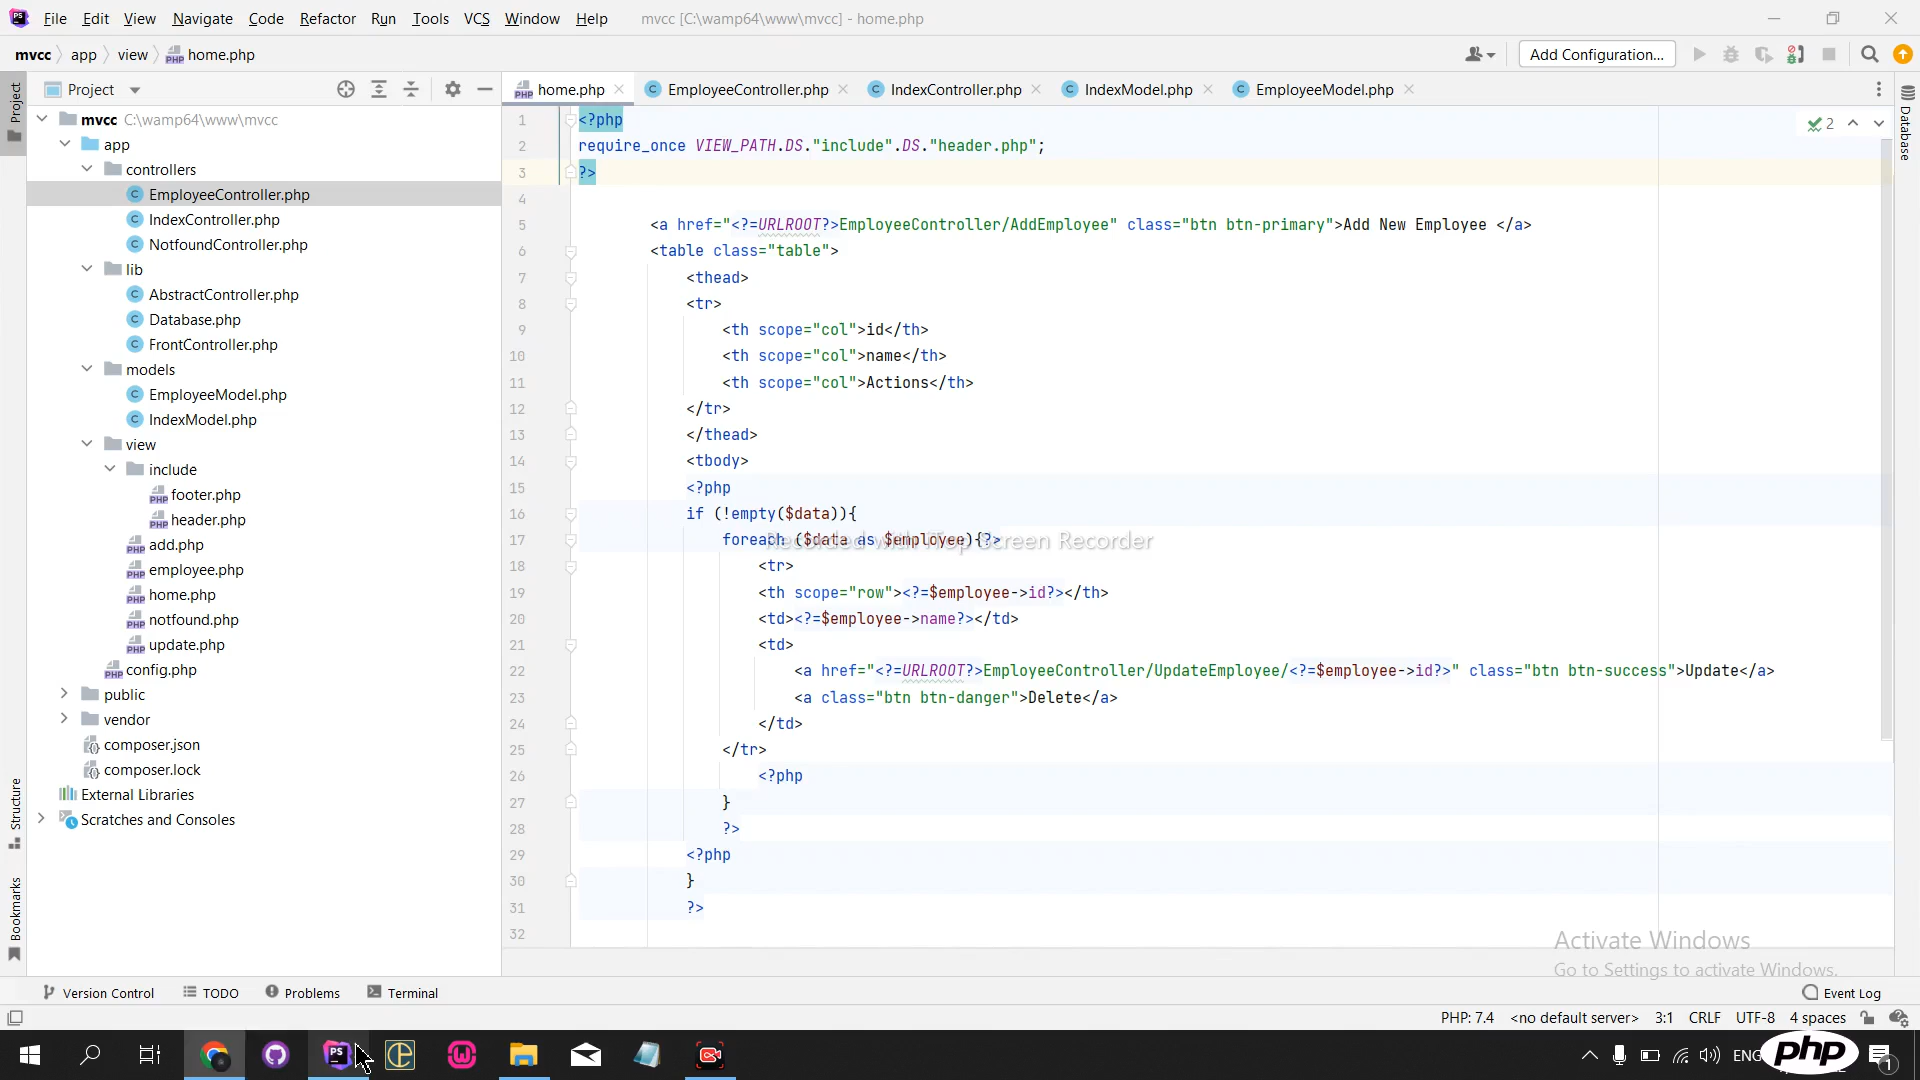 File Edit View Navigate Code Refactor Run Tools VCS Window Help mvcc [C:\wamp64\www\mvcc] - home.php
mvcc app view home.php Add Configuration...
Project
home.php EmployeeController.php IndexController.php IndexModel.php EmployeeModel.php
Project
Structure
Bookmarks
Database
mvcc C:\wamp64\www\mvcc
app
controllers
EmployeeController.php
IndexController.php
NotfoundController.php
lib
AbstractController.php
Database.php
FrontController.php
models
EmployeeModel.php
IndexModel.php
view
include
footer.php
header.php
add.php
employee.php
home.php
notfound.php
update.php
config.php
public
vendor
composer.json
composer.lock
External Libraries
Scratches and Consoles
2
1 <?php
2 require_once VIEW_PATH.DS."include".DS."header.php";
3 ?>
4
5 <a href="<?=URLROOT?>EmployeeController/AddEmployee" class="btn btn-primary">Add New Employee </a>
6 <table class="table">
7 <thead>
8 <tr>
9 <th scope="col">id</th>
10 <th scope="col">name</th>
11 <th scope="col">Actions</th>
12 </tr>
13 </thead>
14 <tbody>
15 <?php
16 if (!empty($data)){
17 foreach ($data as $employee){?>
Recorded with iTop Screen Recorder
18 <tr>
19 <th scope="row"><?=$employee->id?></th>
20 <td><?=$employee->name?></td>
21 <td>
22 <a href="<?=URLROOT?>EmployeeController/UpdateEmployee/<?=$employee->id?>" class="btn btn-success">Update</a>
23 <a class="btn btn-danger">Delete</a>
24 </td>
25 </tr>
26 <?php
27 }
28 ?>
29 <?php
30 }
31 ?>
32
Activate Windows
Go to Settings to activate Windows.
Version Control TODO Problems Terminal Event Log
PHP: 7.4 <no default server> 3:1 CRLF UTF-8 4 spaces
PS ENG php 1